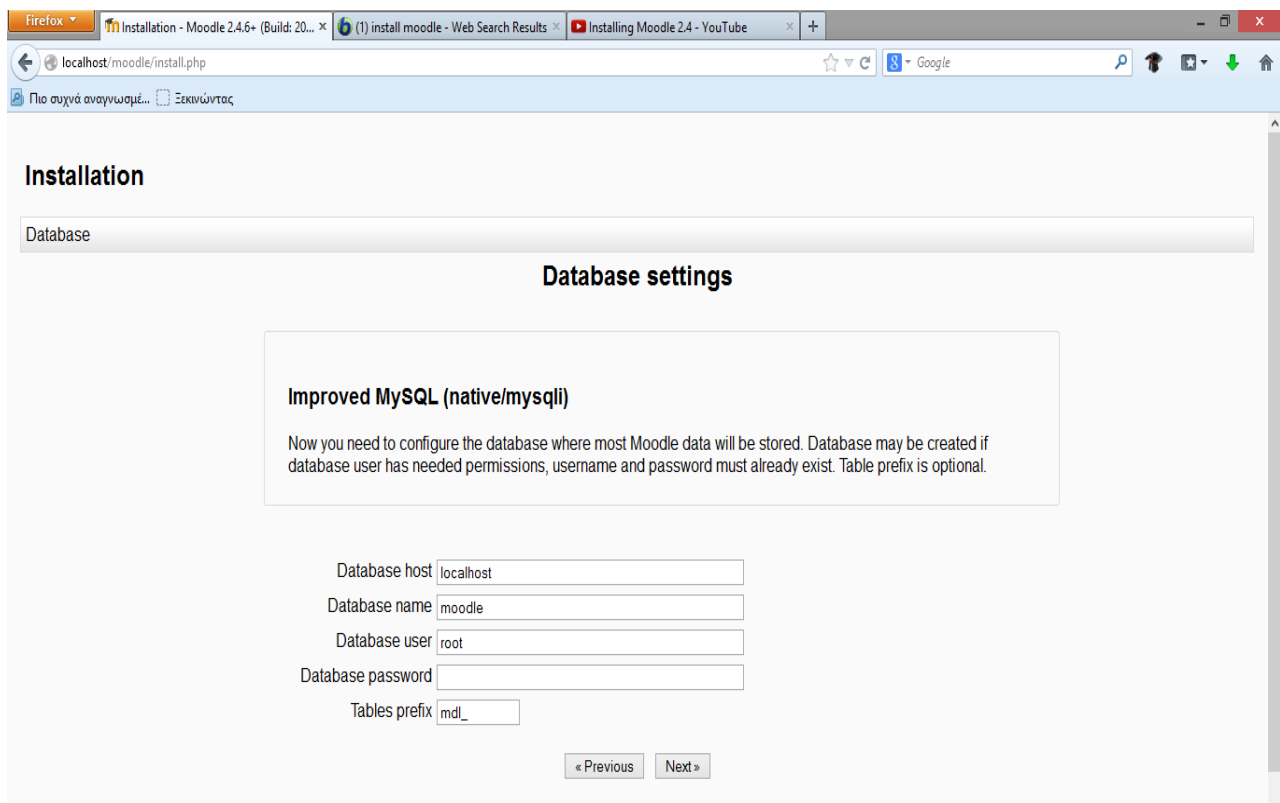 Firefox
Installation - Moodle 2.4.6+ (Build: 20...
(1) install moodle - Web Search Results
Installing Moodle 2.4 - YouTube
localhost/moodle/install.php
Google
Πιο συχνά αναγνωσμέ...
Ξεκινώντας
Installation
Database
Database settings
Improved MySQL (native/mysqli)
Now you need to configure the database where most Moodle data will be stored. Database may be created if
database user has needed permissions, username and password must already exist. Table prefix is optional.
Database host localhost
Database name moodle
Database user root
Database password
Tables prefix mdl_
« Previous
Next »